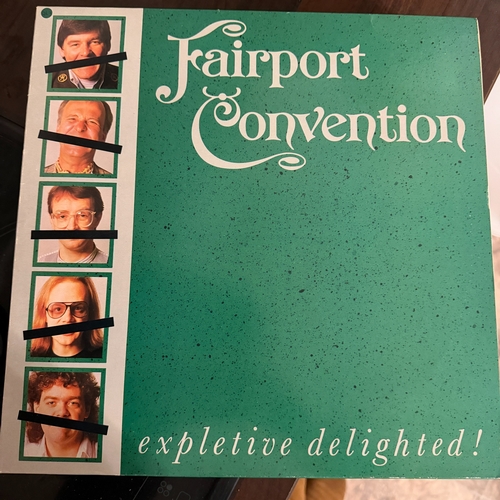 Fairport
Convention
expletive delighted!